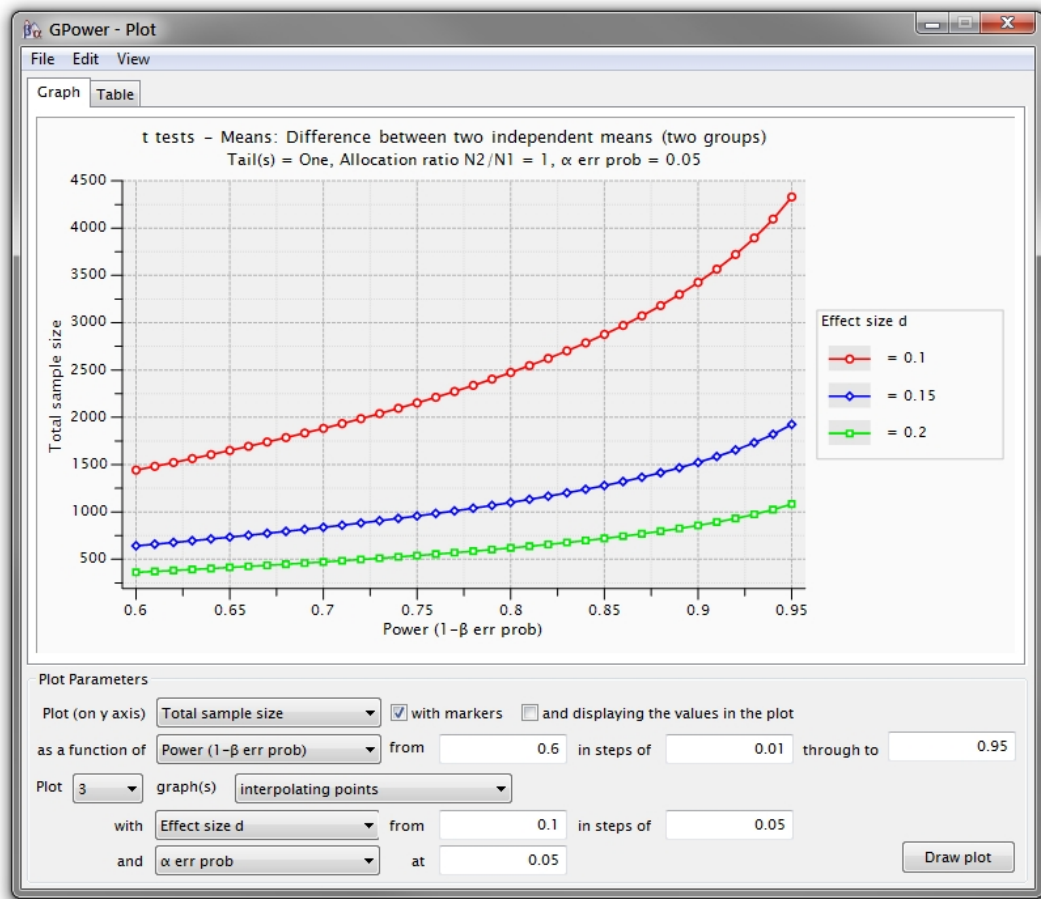 GPower - Plot
File Edit View
Graph Table
t tests - Means: Difference between two independent means (two groups)
Tail(s) = One, Allocation ratio N2/N1 = 1, α err prob = 0.05
4500
4000
3500
3000
2500
2000
1500
1000
500
Total sample size
0.6 0.65 0.7 0.75 0.8 0.85 0.9 0.95
Power (1-β err prob)
Effect size d
= 0.1
= 0.15
= 0.2
Plot Parameters
Plot (on y axis) Total sample size with markers and displaying the values in the plot
as a function of Power (1-β err prob) from 0.6 in steps of 0.01 through to 0.95
Plot 3 graph(s) interpolating points
with Effect size d from 0.1 in steps of 0.05
and α err prob at 0.05
Draw plot